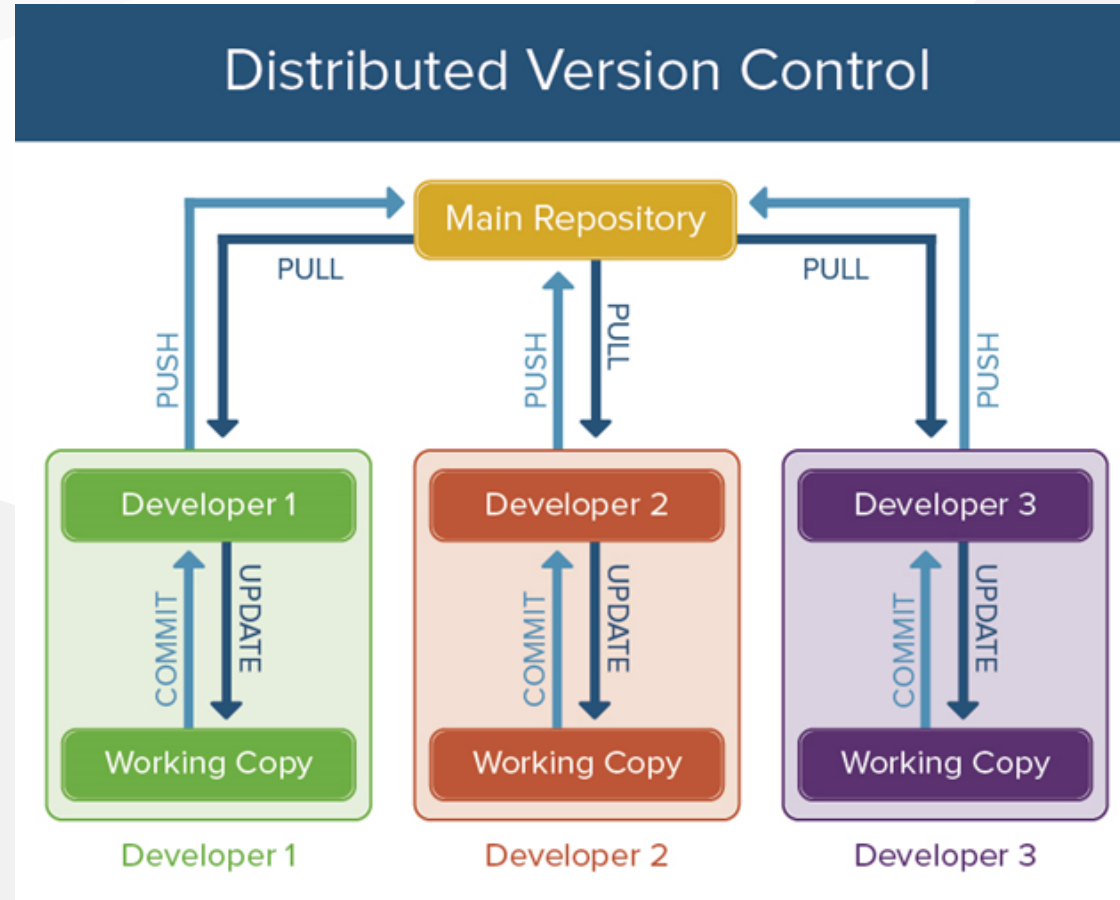 Distributed Version Control
Main Repository
PULL
PULL
PUSH
PUSH
PULL
PUSH
Developer 1
Developer 2
Developer 3
COMMIT
UPDATE
COMMIT
UPDATE
COMMIT
UPDATE
Working Copy
Working Copy
Working Copy
Developer 1
Developer 2
Developer 3